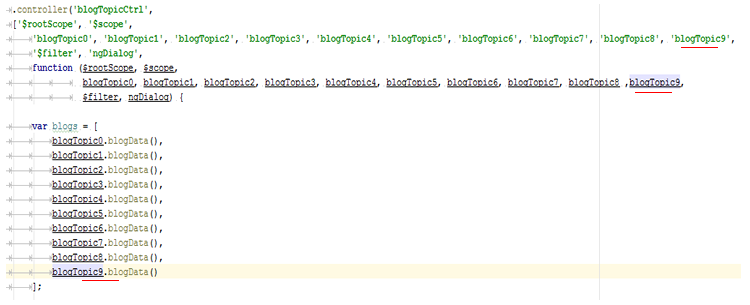 .controller('blogTopicCtrl',
['$rootScope', '$scope',
'blogTopic0', 'blogTopic1', 'blogTopic2', 'blogTopic3', 'blogTopic4', 'blogTopic5', 'blogTopic6', 'blogTopic7', 'blogTopic8', 'blogTopic9',
'$filter', 'ngDialog',
function ($rootScope, $scope,
blogTopic0, blogTopic1, blogTopic2, blogTopic3, blogTopic4, blogTopic5, blogTopic6, blogTopic7, blogTopic8 ,blogTopic9,
$filter, ngDialog) {
var blogs = [
blogTopic0.blogData(),
blogTopic1.blogData(),
blogTopic2.blogData(),
blogTopic3.blogData(),
blogTopic4.blogData(),
blogTopic5.blogData(),
blogTopic6.blogData(),
blogTopic7.blogData(),
blogTopic8.blogData(),
blogTopic9.blogData()
];